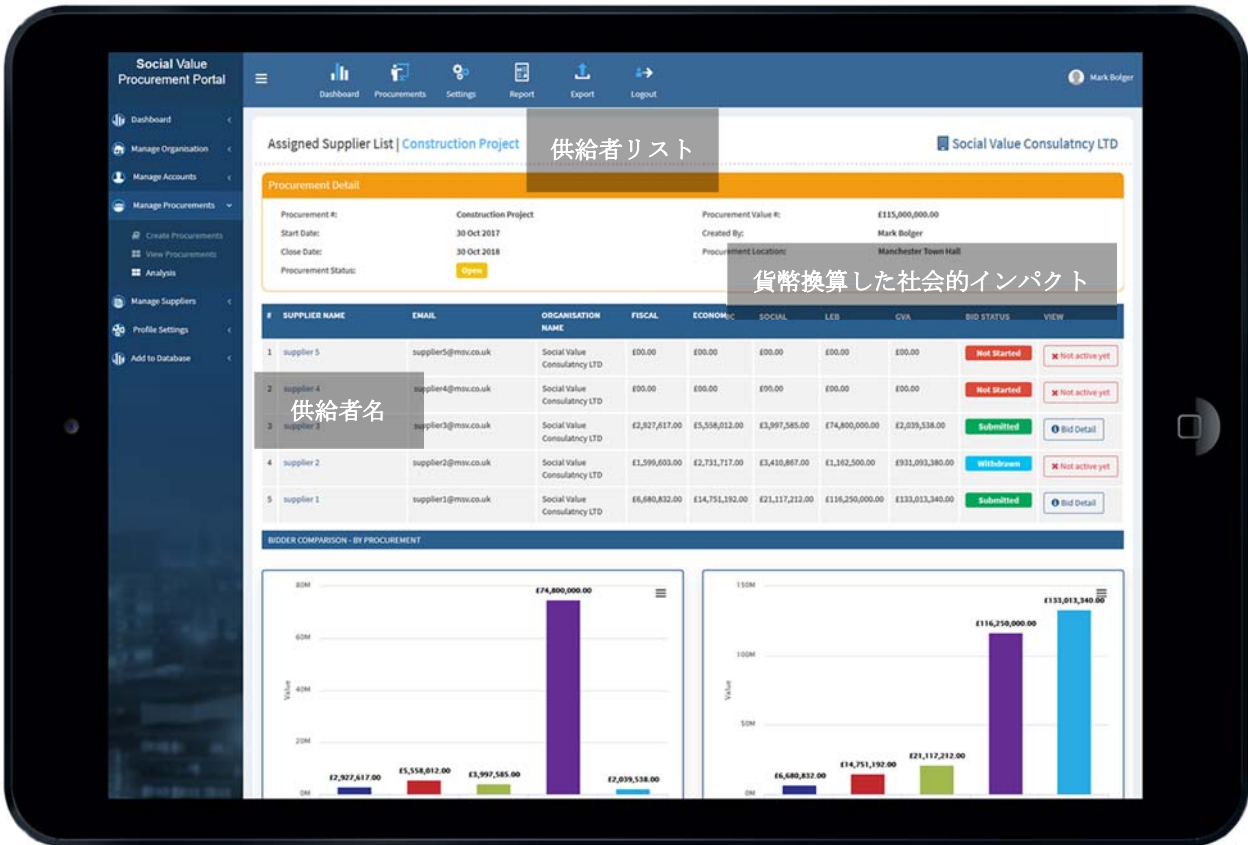 Social Value
Procurement Portal
Dashboard
Procurements
Settings
Report
Export
Logout
Mark Bolger
Dashboard
Manage Organisation
Manage Accounts
Manage Procurements
Create Procurements
View Procurements
Analysis
Manage Suppliers
Profile Settings
Add to Database
Assigned Supplier List | Construction Project
供給者リスト
Social Value Consulatncy LTD
Procurement Detail
Procurement #: Construction Project Procurement Value #: £115,000,000.00
Start Date: 30 Oct 2017 Created By: Mark Bolger
Close Date: 30 Oct 2018 Procurement Location: Manchester Town Hall
Procurement Status: Open
貨幣換算した社会的インパクト
# SUPPLIER NAME EMAIL ORGANISATION NAME FISCAL ECONOMIC SOCIAL LEB GVA BID STATUS VIEW
1 supplier 5 supplier5@msv.co.uk Social Value Consulatncy LTD £00.00 £00.00 £00.00 £00.00 £00.00 Not Started Not active yet
2 supplier 4 supplier4@msv.co.uk Social Value Consulatncy LTD £00.00 £00.00 £00.00 £00.00 £00.00 Not Started Not active yet
供給者名
3 supplier 3 supplier3@msv.co.uk Social Value Consulatncy LTD £2,927,617.00 £5,558,012.00 £3,997,585.00 £74,800,000.00 £2,039,538.00 Submitted Bid Detail
4 supplier 2 supplier2@msv.co.uk Social Value Consulatncy LTD £1,599,603.00 £2,731,717.00 £3,410,867.00 £1,162,500.00 £931,093,380.00 Withdrawn Not active yet
5 supplier 1 supplier1@msv.co.uk Social Value Consulatncy LTD £6,680,832.00 £14,751,192.00 £21,117,212.00 £116,250,000.00 £133,013,340.00 Submitted Bid Detail
BIDDER COMPARISON - BY PROCUREMENT
80M
60M
40M
20M
0M
Value
£2,927,617.00
£5,558,012.00
£3,997,585.00
£74,800,000.00
£2,039,538.00
150M
100M
50M
0M
Value
£6,680,832.00
£14,751,192.00
£21,117,212.00
£116,250,000.00
£133,013,340.00